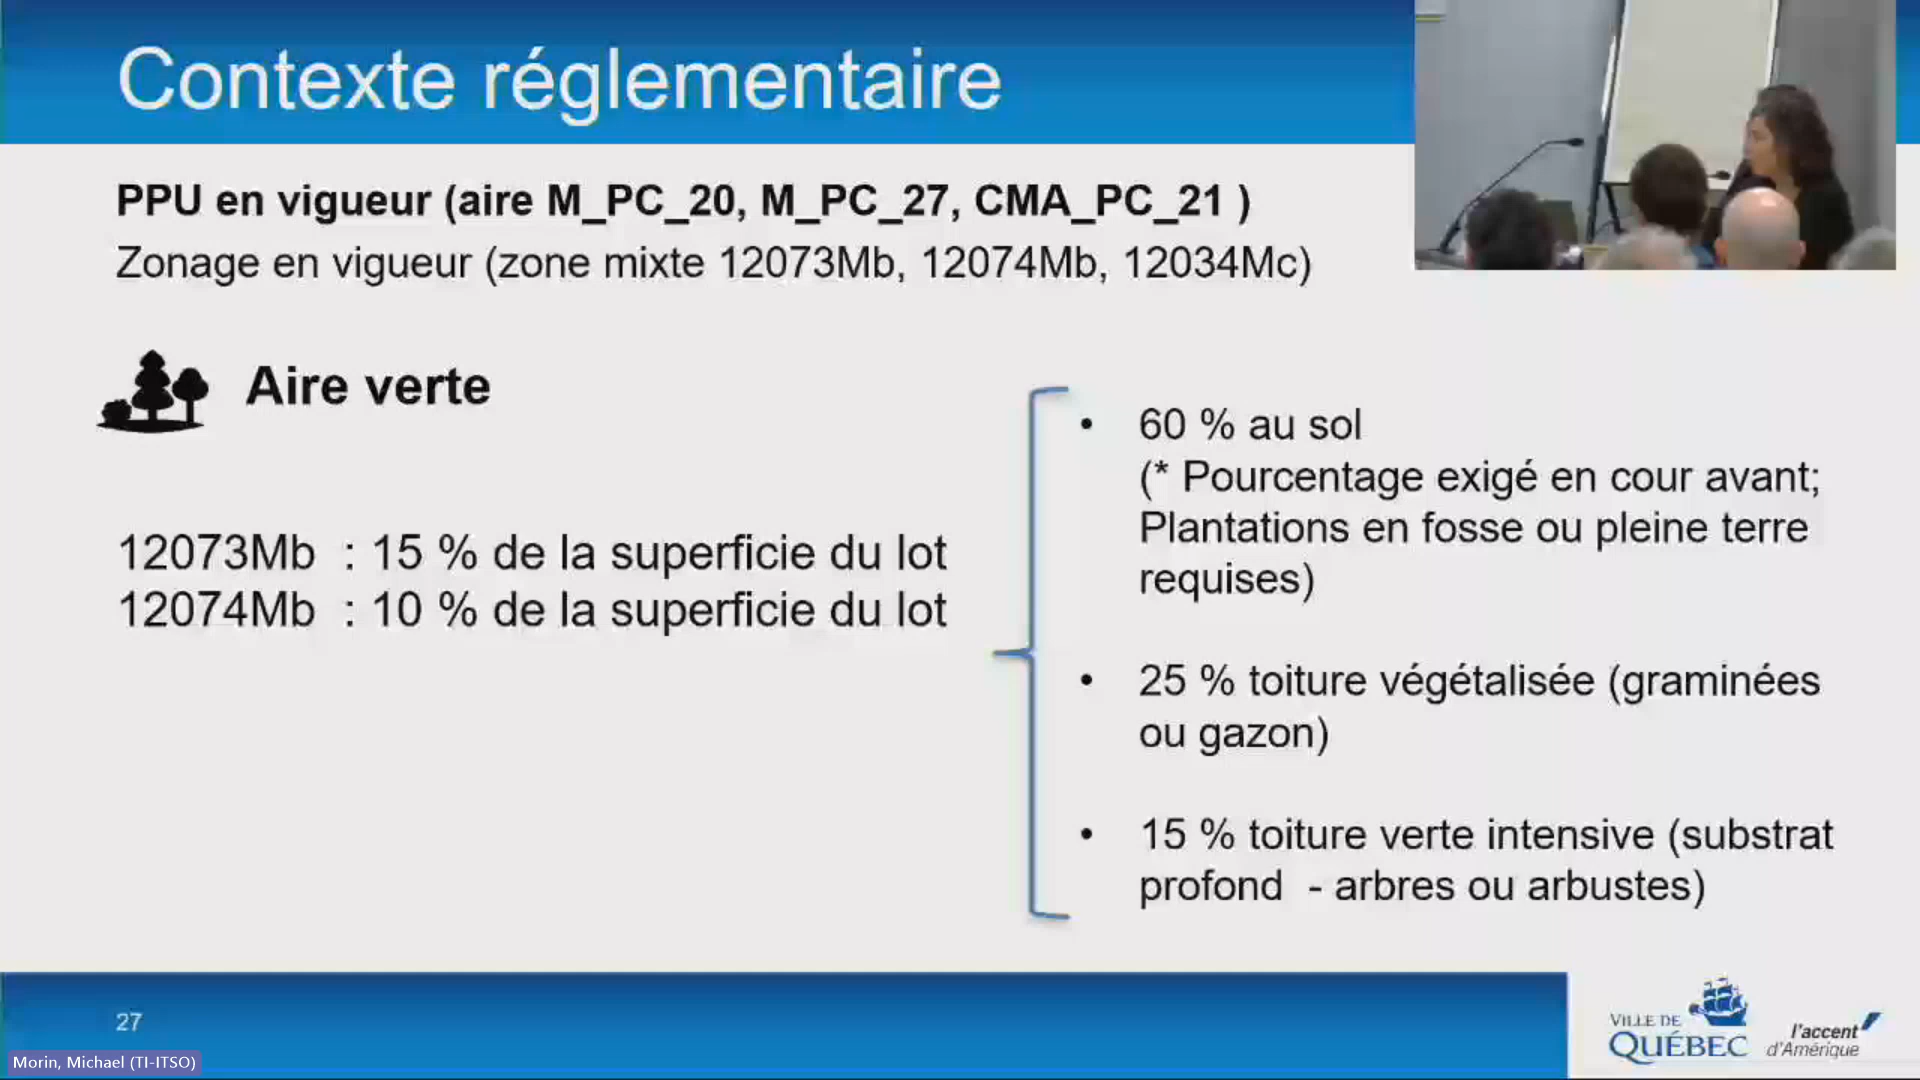 Contexte réglementaire
PPU en vigueur (aire M_PC_20, M_PC_27, CMA_PC_21 )
Zonage en vigueur (zone mixte 12073Mb, 12074Mb, 12034Mc)
Aire verte
12073Mb : 15 % de la superficie du lot
12074Mb : 10 % de la superficie du lot
• 60 % au sol
(* Pourcentage exigé en cour avant;
Plantations en fosse ou pleine terre
requises)
• 25 % toiture végétalisée (graminées
ou gazon)
• 15 % toiture verte intensive (substrat
profond - arbres ou arbustes)
27
Morin, Michael (TI-ITSO)
VILLE DE
QUÉBEC
l'accent
d'Amérique